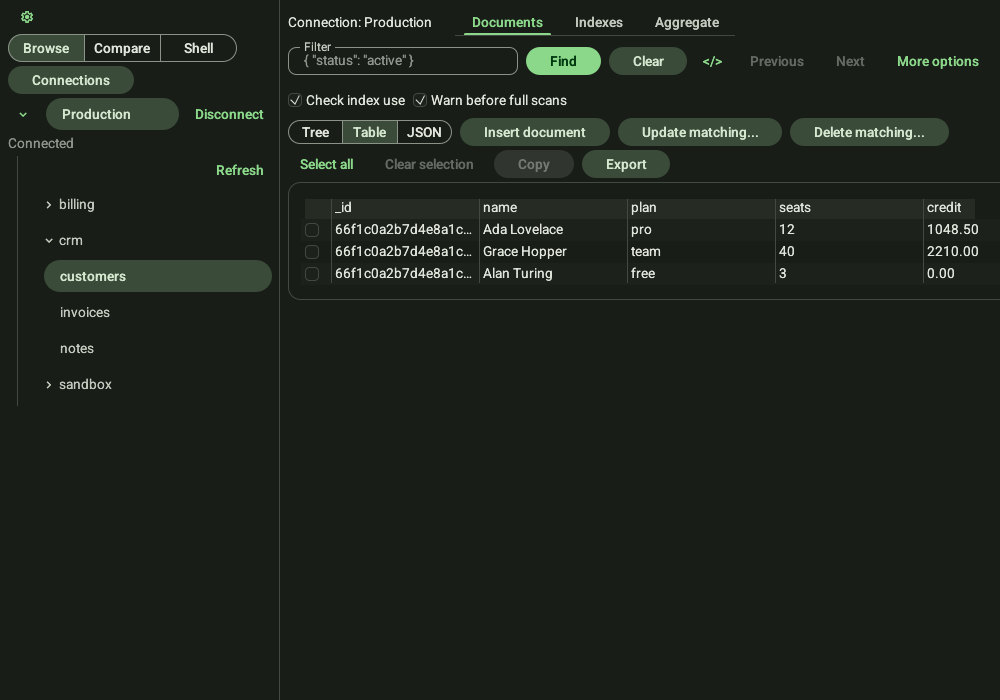 Browse Compare Shell
Connections
Production Disconnect
Connected
Refresh
billing
crm
customers
invoices
notes
sandbox
Connection: Production Documents Indexes Aggregate
Filter
{ "status": "active" } Find Clear </> Previous Next More options
Check index use Warn before full scans
Tree Table JSON Insert document Update matching... Delete matching...
Select all Clear selection Copy Export
_id name plan seats credit
66f1c0a2b7d4e8a1c... Ada Lovelace pro 12 1048.50
66f1c0a2b7d4e8a1c... Grace Hopper team 40 2210.00
66f1c0a2b7d4e8a1c... Alan Turing free 3 0.00